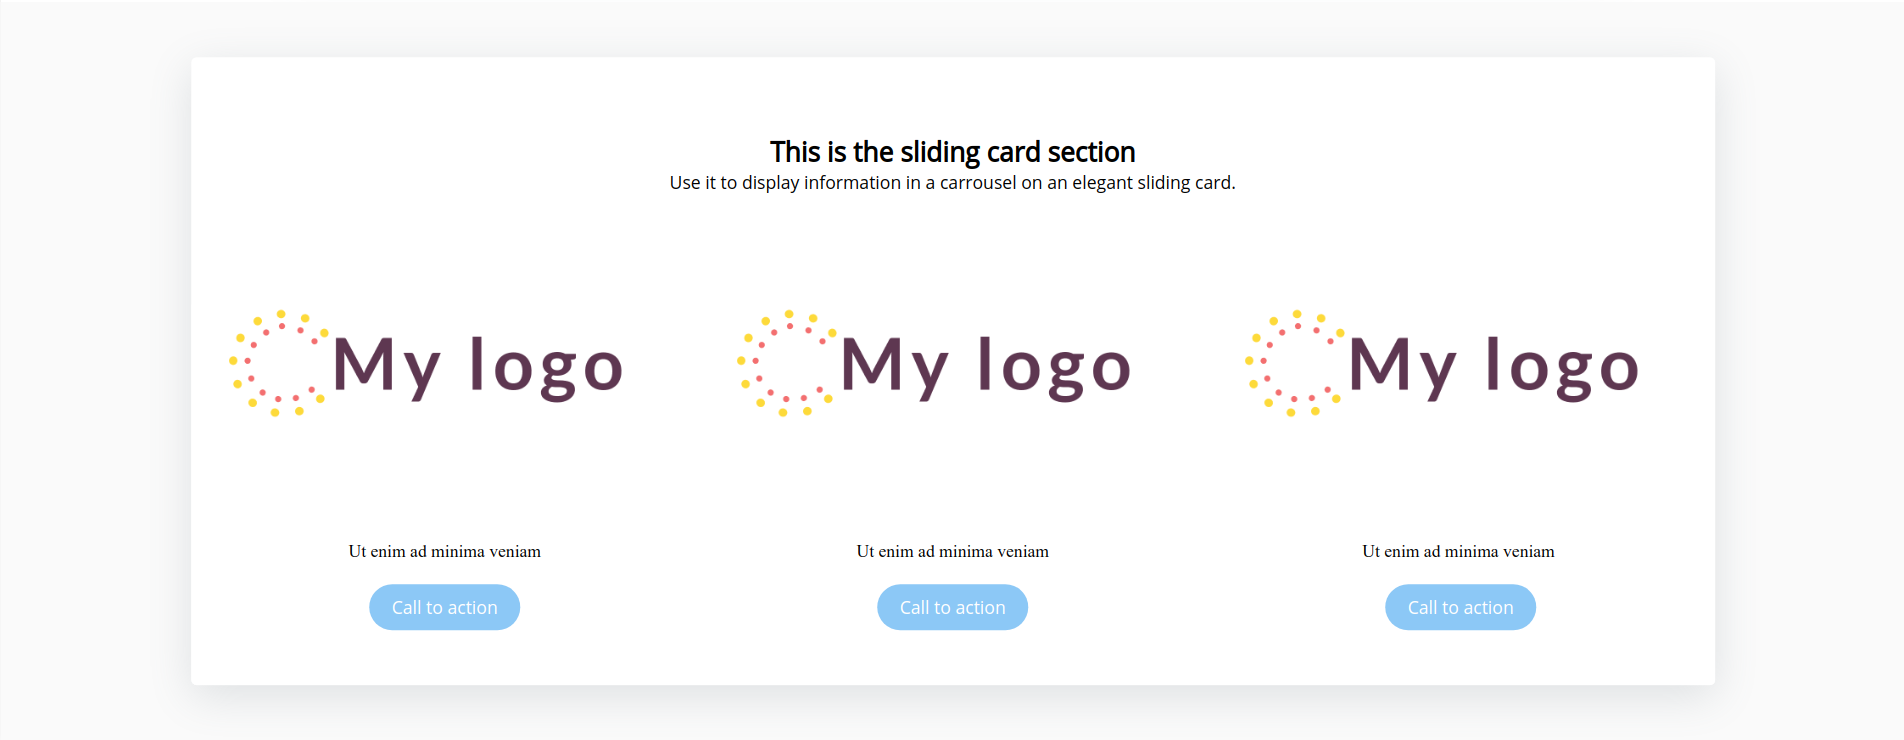 This is the sliding card section
Use it to display information in a carrousel on an elegant sliding card.
My logo
My logo
My logo
Ut enim ad minima veniam
Ut enim ad minima veniam
Ut enim ad minima veniam
Call to action
Call to action
Call to action